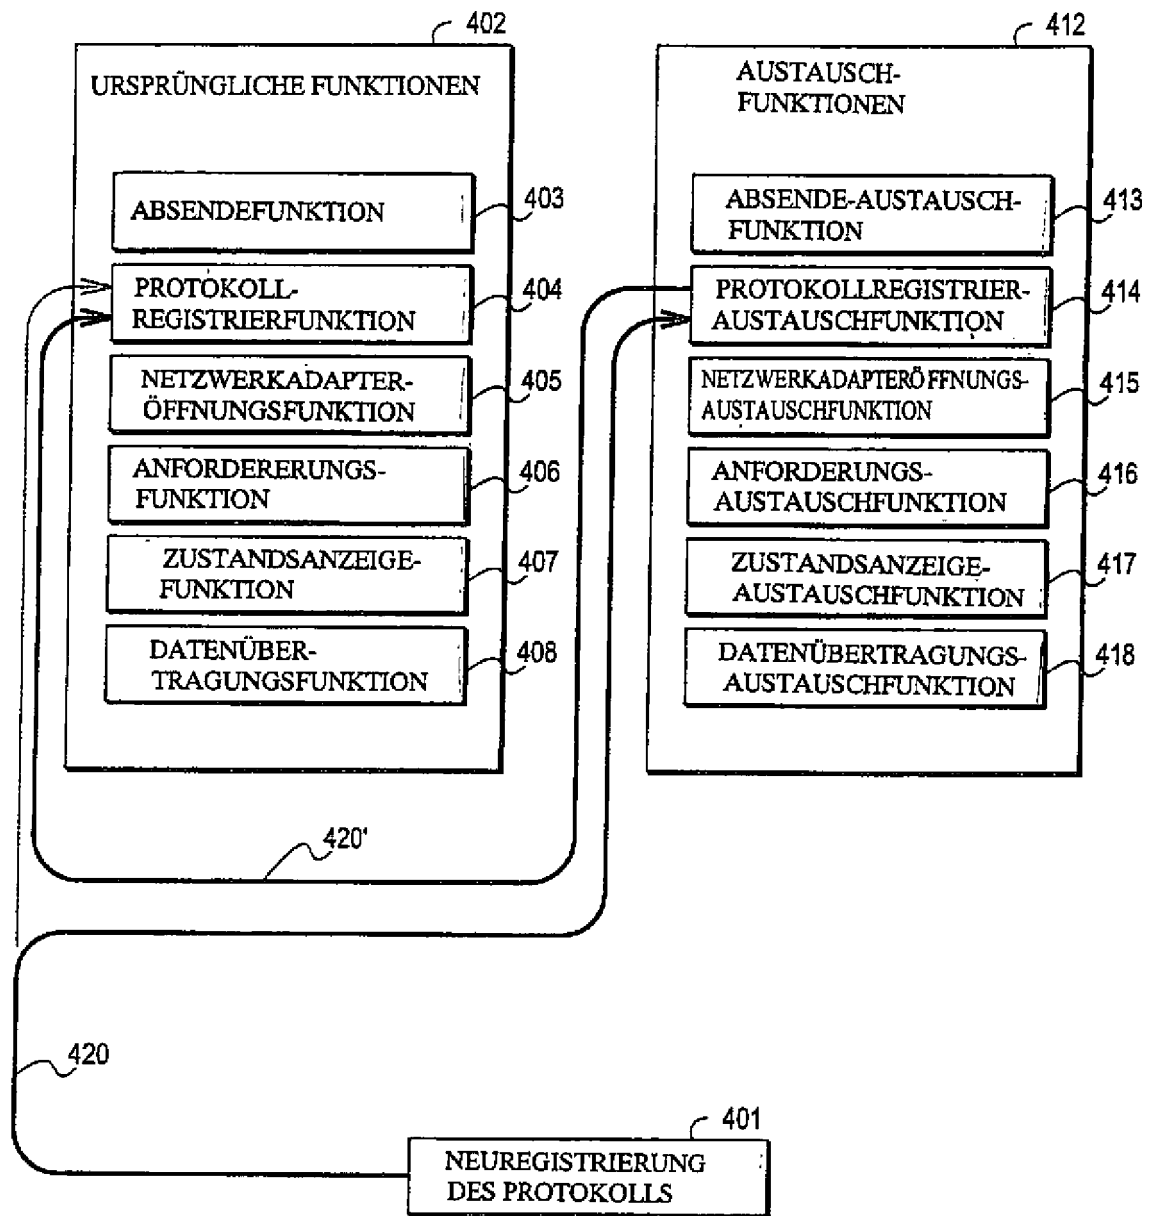 402
URSPRÜNGLICHE FUNKTIONEN
ABSENDEFUNKTION
403
PROTOKOLL-
REGISTRIERFUNKTION
404
NETZWERKADAPTER-
ÖFFNUNGSFUNKTION
405
ANFORDERERUNGS-
FUNKTION
406
ZUSTANDSANZEIGE-
FUNKTION
407
DATENÜBER-
TRAGUNGSFUNKTION
408
412
AUSTAUSCH-
FUNKTIONEN
ABSENDE-AUSTAUSCH-
FUNKTION
413
PROTOKOLLREGISTRIER-
AUSTAUSCHFUNKTION
414
NETZWERKADAPTERÖFFNUNGS-
AUSTAUSCHFUNKTION
415
ANFORDERUNGS-
AUSTAUSCHFUNKTION
416
ZUSTANDSANZEIGE-
AUSTAUSCHFUNKTION
417
DATENÜBERTRAGUNGS-
AUSTAUSCHFUNKTION
418
420'
420
401
NEUREGISTRIERUNG
DES PROTOKOLLS